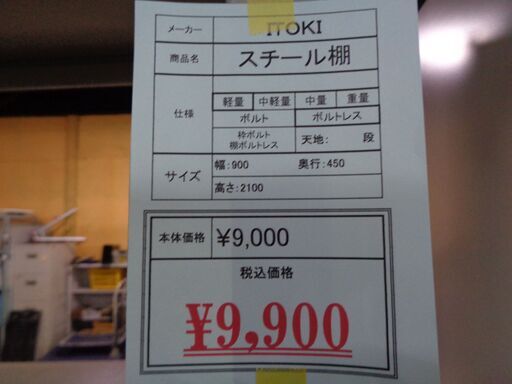 メーカー ITOKI
商品名 スチール棚
仕様
軽量 中軽量 中量 重量
ボルト ボルトレス
枠ボルト
棚ボルトレス
天地: 段
サイズ
幅:900 奥行:450
高さ:2100
本体価格 ¥9,000
税込価格
¥9,900